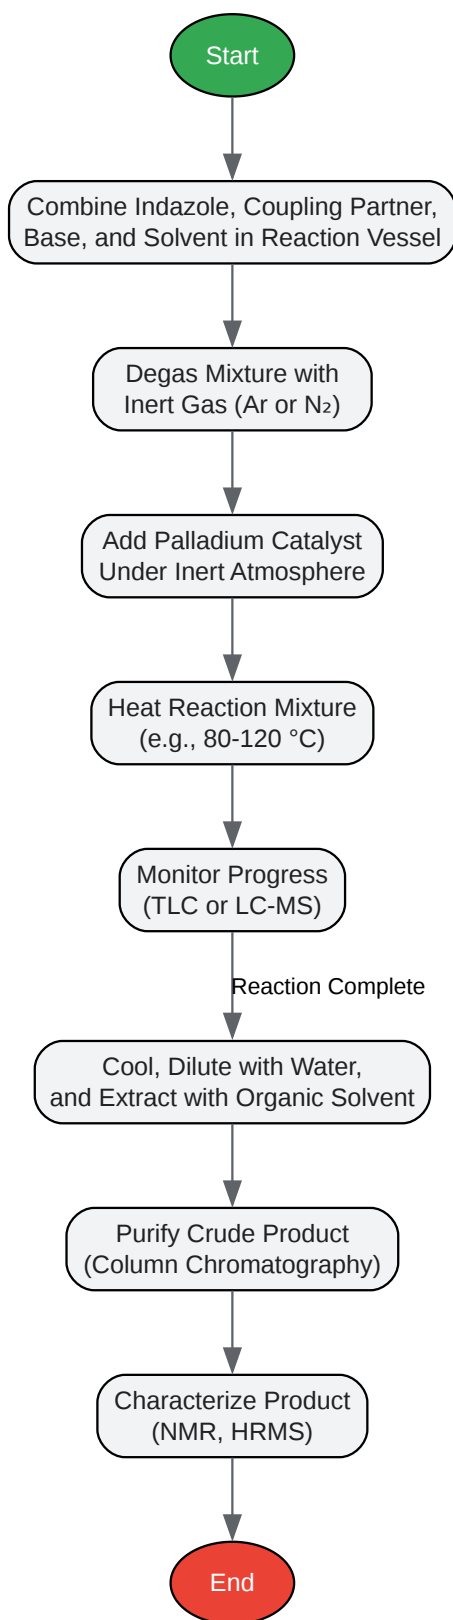 Start
Combine Indazole, Coupling Partner,
Base, and Solvent in Reaction Vessel
Degas Mixture with
Inert Gas (Ar or N₂)
Add Palladium Catalyst
Under Inert Atmosphere
Heat Reaction Mixture
(e.g., 80-120 °C)
Monitor Progress
(TLC or LC-MS)
Reaction Complete
Cool, Dilute with Water,
and Extract with Organic Solvent
Purify Crude Product
(Column Chromatography)
Characterize Product
(NMR, HRMS)
End